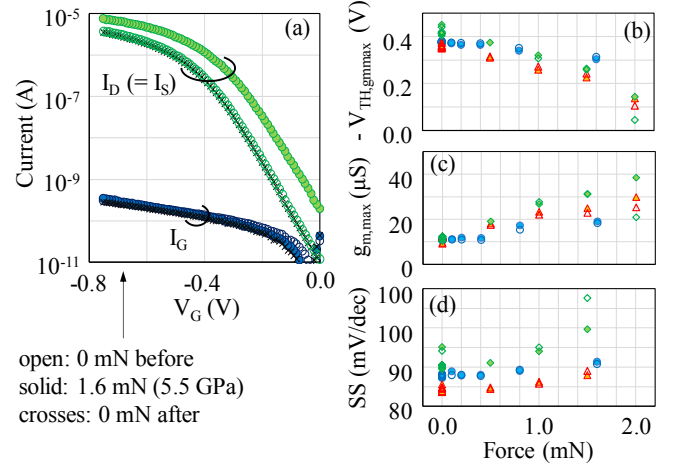 (a)
10⁻⁵
10⁻⁷
10⁻⁹
10⁻¹¹
Current (A)
I_D (= I_S)
I_G
-0.8
-0.4
0.0
V_G (V)
open: 0 mN before
solid: 1.6 mN (5.5 GPa)
crosses: 0 mN after
(b)
- V_TH,gmmax (V)
0.4
0.2
0.0
(c)
g_m,max (µS)
40
20
0
(d)
SS (mV/dec)
100
90
80
0.0
1.0
2.0
Force (mN)